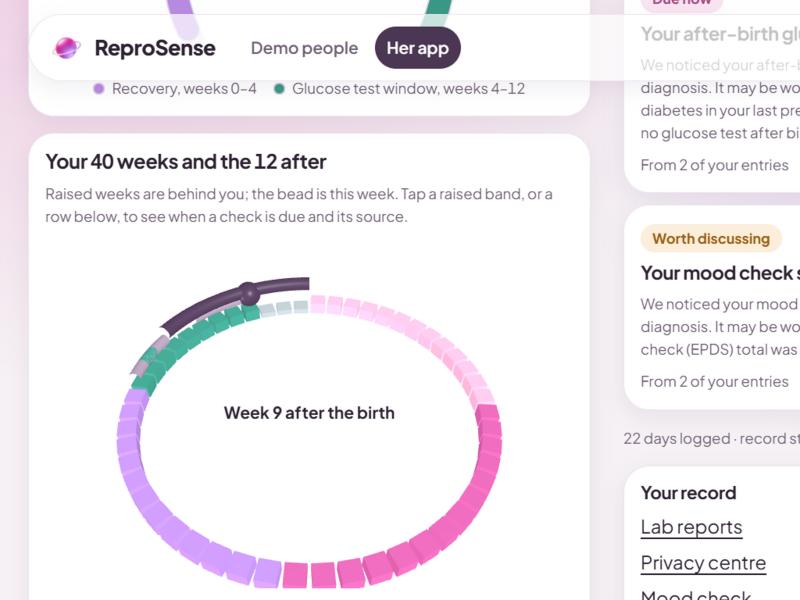 ReproSense
Demo people
Her app
Recovery, weeks 0–4
Glucose test window, weeks 4–12
Your 40 weeks and the 12 after
Raised weeks are behind you; the bead is this week. Tap a raised band, or a
row below, to see when a check is due and its source.
Week 9 after the birth
Due now
Your after-birth glu
We noticed your after-b
diagnosis. It may be wo
diabetes in your last pre
no glucose test after bi
From 2 of your entries
Worth discussing
Your mood check s
We noticed your mood
diagnosis. It may be wo
check (EPDS) total was
From 2 of your entries
22 days logged · record st
Your record
Lab reports
Privacy centre
Mood check